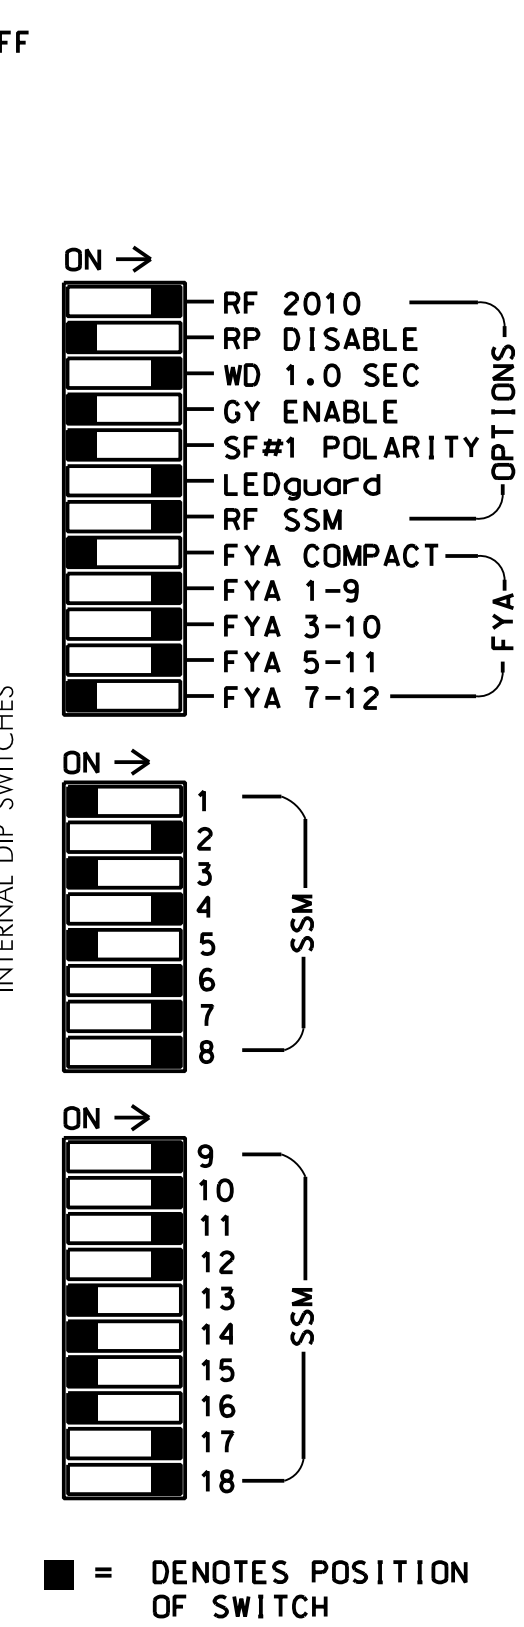 FF
ON →
RF 2010
RP DISABLE
WD 1.0 SEC
GY ENABLE
SF#1 POLARITY
LEDguard
RF SSM
OPTIONS
FYA COMPACT
FYA 1-9
FYA 3-10
FYA 5-11
FYA 7-12
FYA
INTERNAL DIP SWITCHES
ON →
1
2
3
4
5
6
7
8
SSM
ON →
9
10
11
12
13
14
15
16
17
18
SSM
= DENOTES POSITION
OF SWITCH